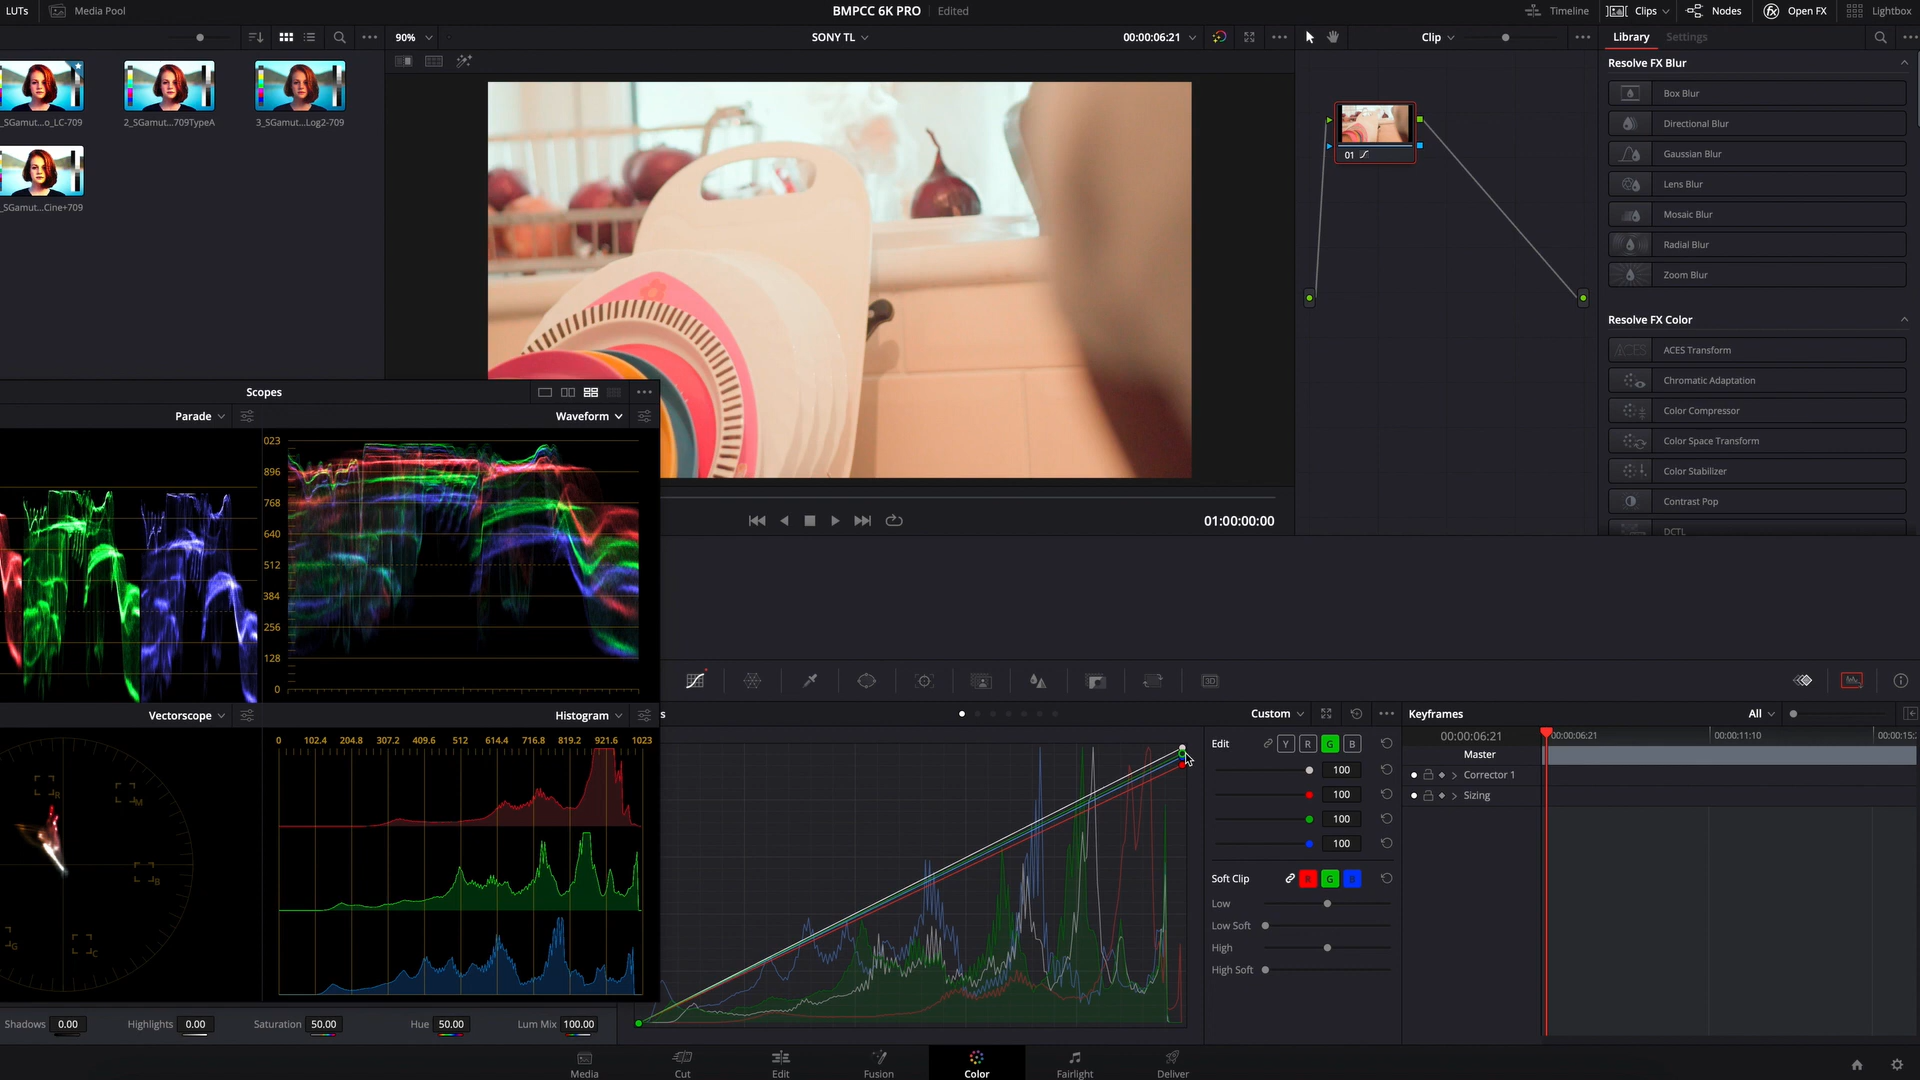 LUTs
Media Pool
BMPCC 6K PRO
Edited
Timeline
Clips
Nodes
Open FX
Lightbox
90%
SONY TL
00:00:06:21
Clip
Library
Settings
Resolve FX Blur
Box Blur
Directional Blur
Gaussian Blur
Lens Blur
Mosaic Blur
Radial Blur
Zoom Blur
Resolve FX Color
ACES Transform
Chromatic Adaptation
Color Compressor
Color Space Transform
Color Stabilizer
Contrast Pop
DCTL
_SGamut...o_LC-709
2_SGamut...709TypeA
3_SGamut...Log2-709
_SGamut...Cine+709
01
01:00:00:00
Scopes
Parade
Waveform
023
896
768
640
512
384
256
128
0
Vectorscope
Histogram
R
M
B
C
G
0 102.4 204.8 307.2 409.6 512 614.4 716.8 819.2 921.6 1023
s
Custom
Edit Y R G B
100
100
100
100
Soft Clip R G B
Low
Low Soft
High
High Soft
Keyframes
All
00:00:06:21
00:00:06:21
00:00:11:10
00:00:15:
Master
Corrector 1
Sizing
Shadows 0.00
Highlights 0.00
Saturation 50.00
Hue 50.00
Lum Mix 100.00
3D
Media
Cut
Edit
Fusion
Color
Fairlight
Deliver